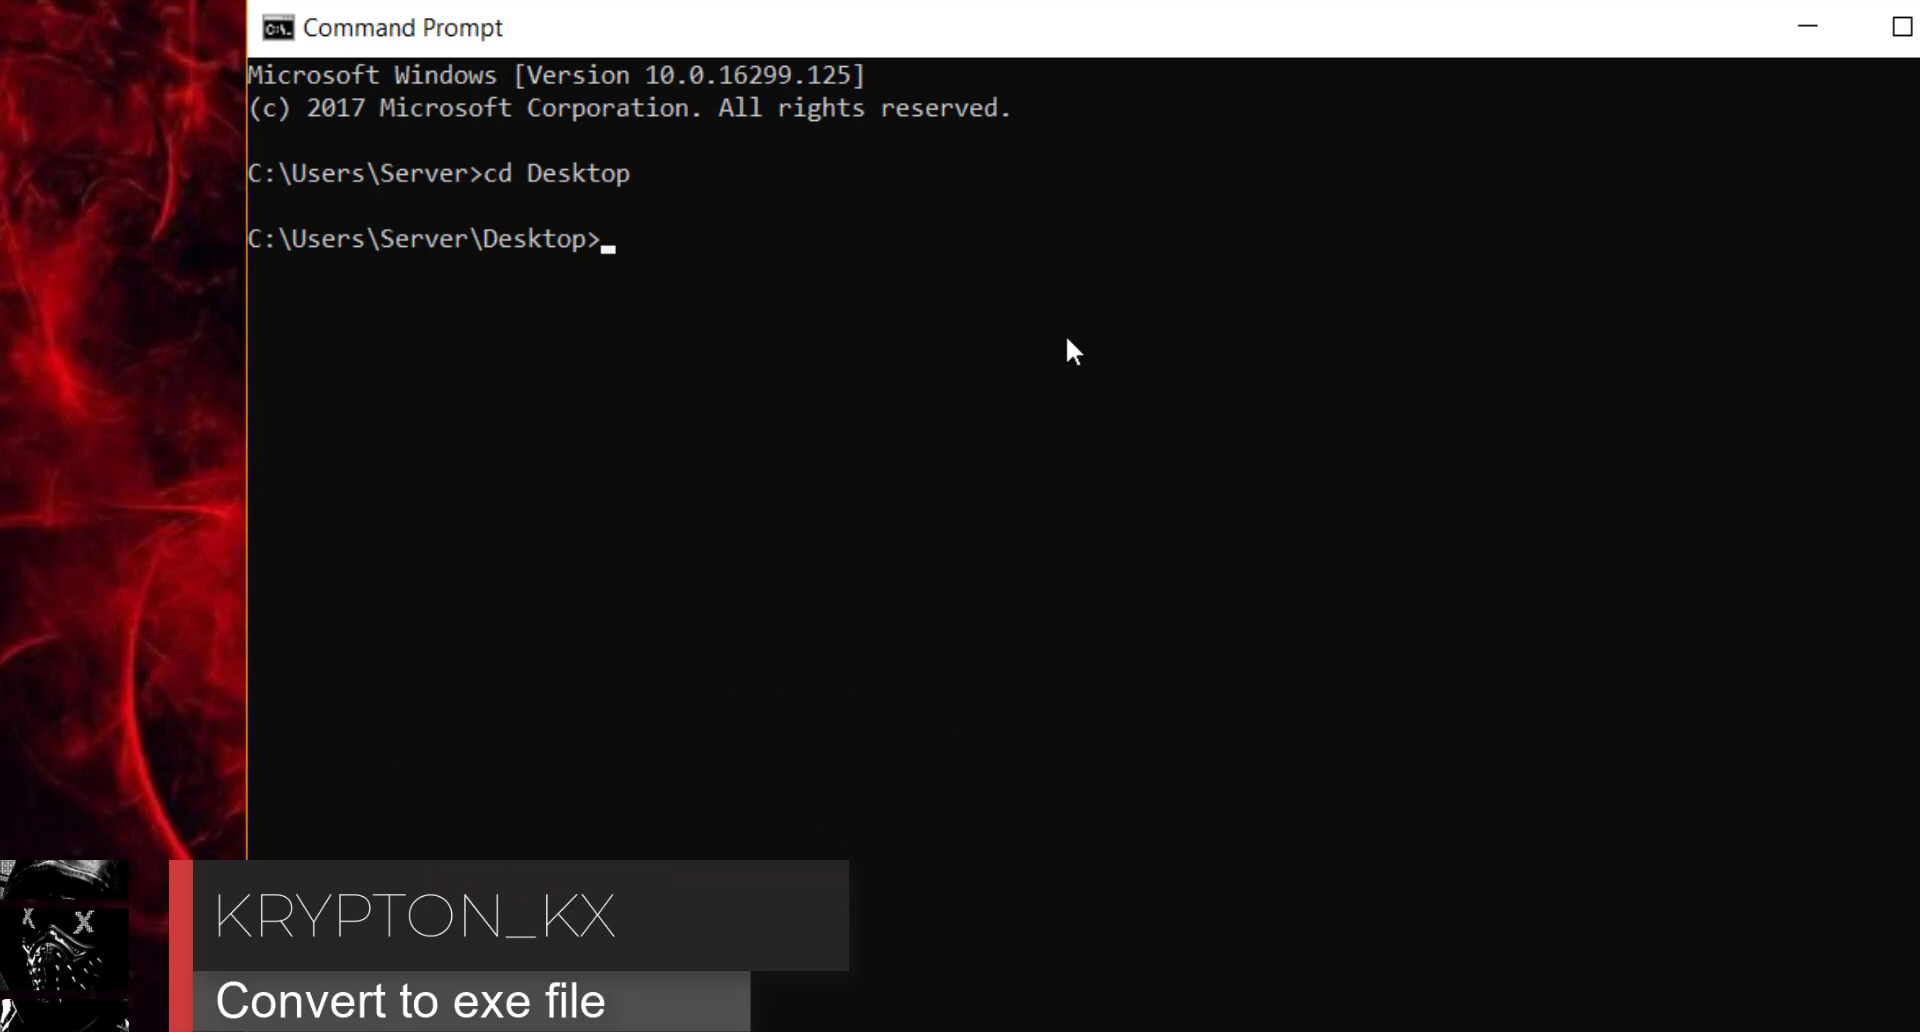 Command Prompt
Microsoft Windows [Version 10.0.16299.125]
(c) 2017 Microsoft Corporation. All rights reserved.
C:\Users\Server>cd Desktop
C:\Users\Server\Desktop>
KRYPTON_KX
Convert to exe file